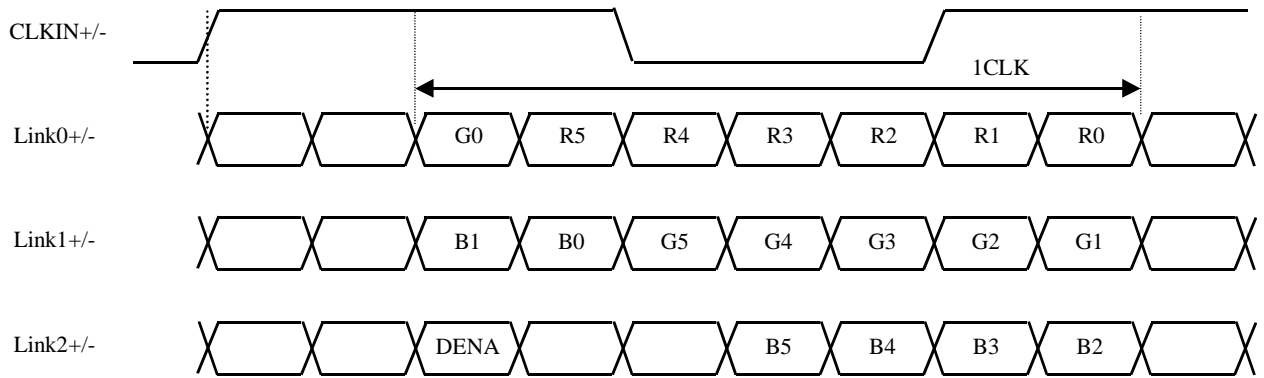 CLKIN+/-
1CLK
Link0+/- G0 R5 R4 R3 R2 R1 R0
Link1+/- B1 B0 G5 G4 G3 G2 G1
Link2+/- DENA B5 B4 B3 B2